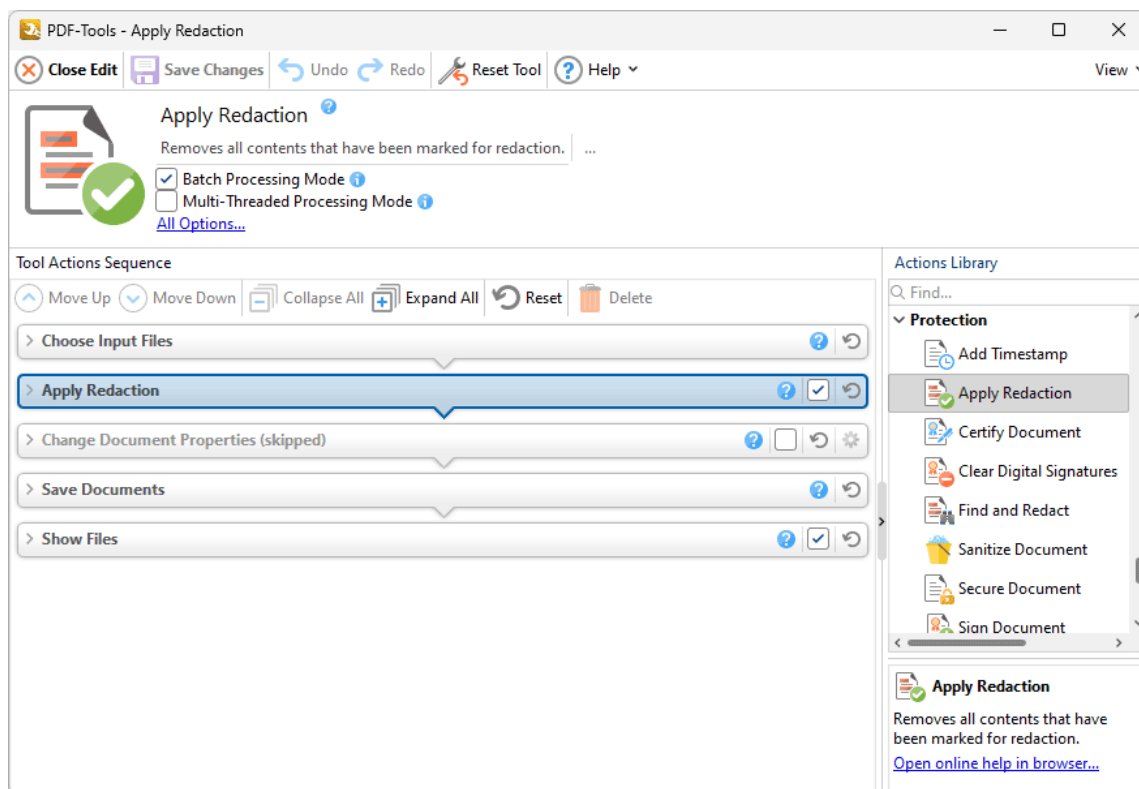 PDF-Tools - Apply Redaction
Close Edit Save Changes Undo Redo Reset Tool ? Help View
Apply Redaction ?
Removes all contents that have been marked for redaction. ...
Batch Processing Mode i
Multi-Threaded Processing Mode i
All Options...
Tool Actions Sequence
Move Up Move Down Collapse All Expand All Reset Delete
Choose Input Files ?
Apply Redaction ?
Change Document Properties (skipped) ?
Save Documents ?
Show Files ?
Actions Library
Find...
Protection
Add Timestamp
Apply Redaction
Certify Document
Clear Digital Signatures
Find and Redact
Sanitize Document
Secure Document
Sign Document
Apply Redaction
Removes all contents that have
been marked for redaction.
Open online help in browser...